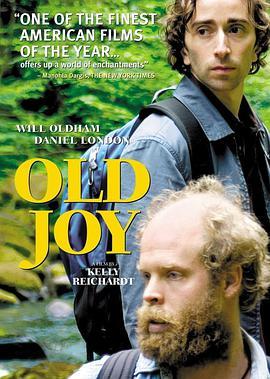 "ONE OF THE FINEST
AMERICAN FILMS
OF THE YEAR...
offers up a world of enchantments"
– Manohla Dargis, THE NEW YORK TIMES
WILL OLDHAM
DANIEL LONDON
OLD
JOY
A FILM BY
KELLY
REICHARDT